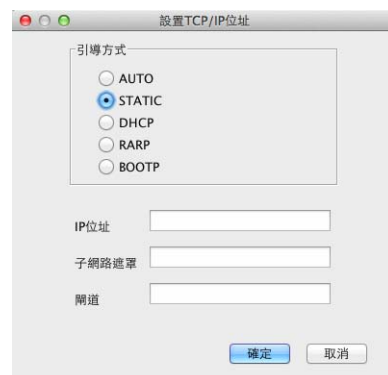 設置TCP/IP位址
引導方式
AUTO
STATIC
DHCP
RARP
BOOTP
IP位址
子網路遮罩
閘道
確定 取消